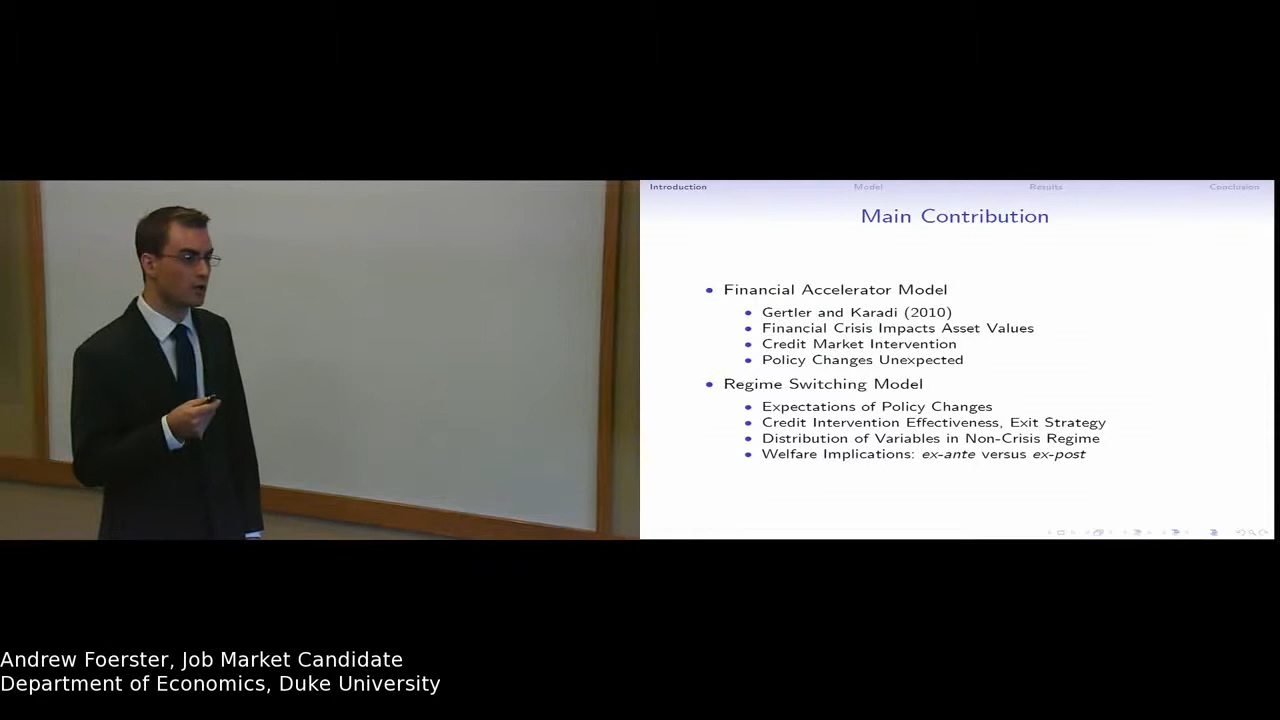 Introduction Model Results Conclusion
Main Contribution
Financial Accelerator Model
Gertler and Karadi (2010)
Financial Crisis Impacts Asset Values
Credit Market Intervention
Policy Changes Unexpected
Regime Switching Model
Expectations of Policy Changes
Credit Intervention Effectiveness, Exit Strategy
Distribution of Variables in Non-Crisis Regime
Welfare Implications: ex-ante versus ex-post
Andrew Foerster, Job Market Candidate
Department of Economics, Duke University